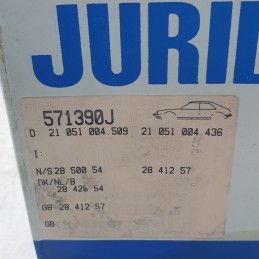 JURID
571390J
D: 21 051 004 509 21 051 004 436
I:
N/S 28 500 54 28 412 57
DK/NL/B
28 426 54
GB 28 412 57
GB